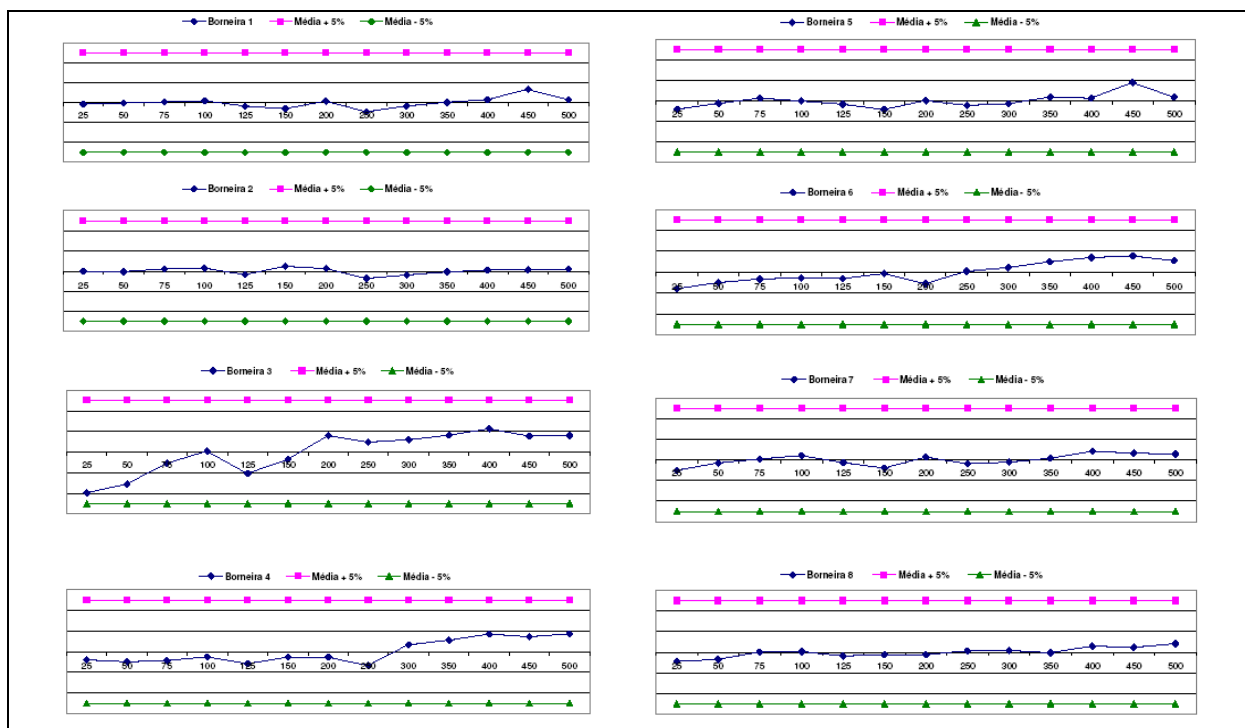 Borneira 1 Média + 5% Média - 5%
25 50 75 100 125 150 200 250 300 350 400 450 500
Borneira 2 Média + 5% Média - 5%
25 50 75 100 125 150 200 250 300 350 400 450 500
Borneira 3 Média + 5% Média - 5%
25 50 75 100 125 150 200 250 300 350 400 450 500
Borneira 4 Média + 5% Média - 5%
25 50 75 100 125 150 200 250 300 350 400 450 500
Borneira 5 Média + 5% Média - 5%
25 50 75 100 125 150 200 250 300 350 400 450 500
Borneira 6 Média + 5% Média - 5%
25 50 75 100 125 150 200 250 300 350 400 450 500
Borneira 7 Média + 5% Média - 5%
25 50 75 100 125 150 200 250 300 350 400 450 500
Borneira 8 Média + 5% Média - 5%
25 50 75 100 125 150 200 250 300 350 400 450 500